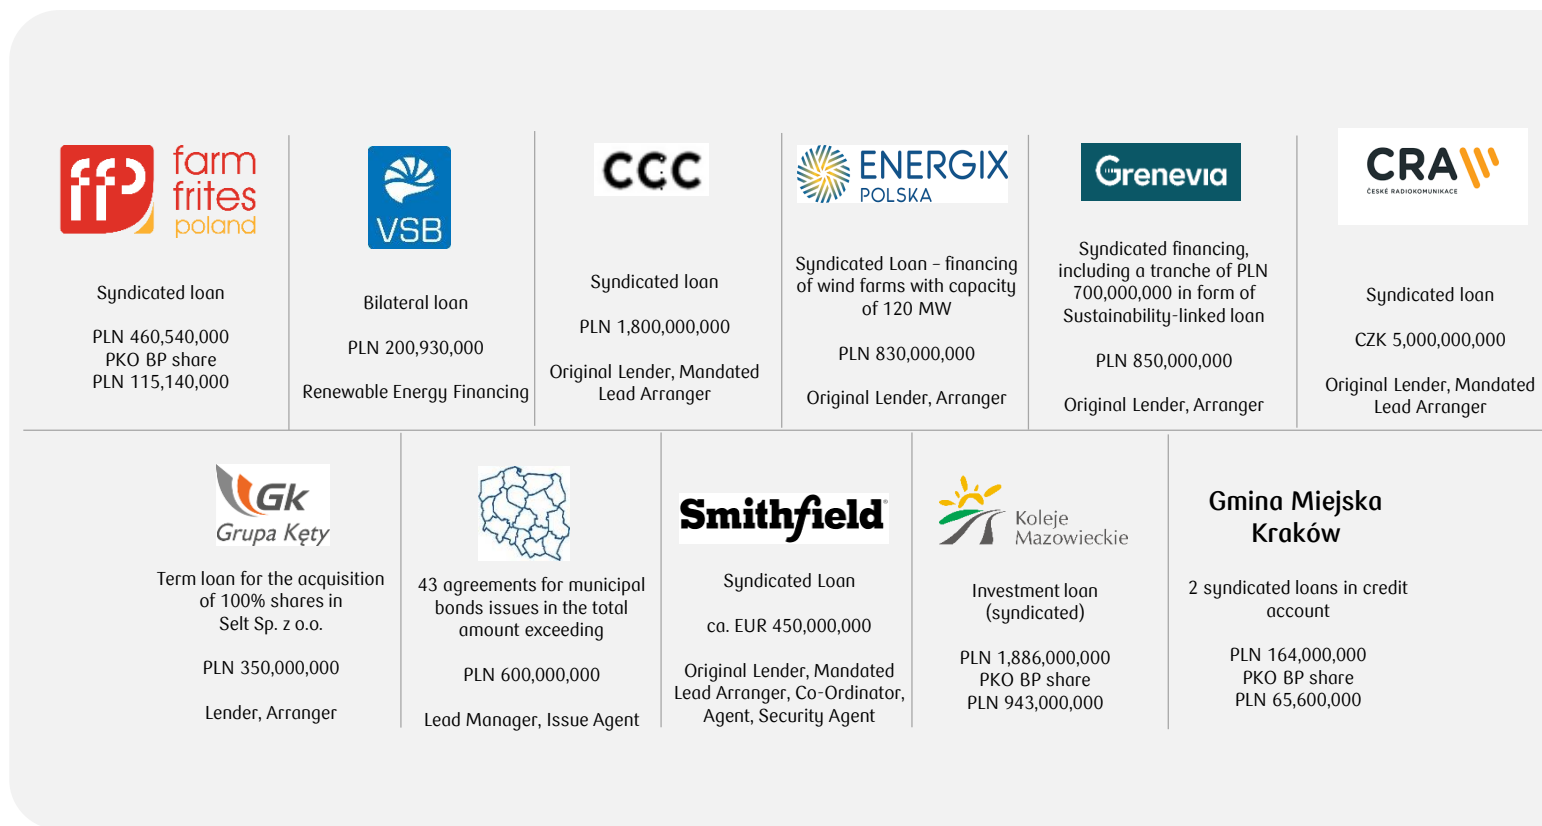 ffp
farm
frites
poland
Syndicated loan
PLN 460,540,000
PKO BP share
PLN 115,140,000
VSB
Bilateral loan
PLN 200,930,000
Renewable Energy Financing
CCC
Syndicated loan
PLN 1,800,000,000
Original Lender, Mandated
Lead Arranger
ENERGIX
POLSKA
Syndicated Loan – financing
of wind farms with capacity
of 120 MW
PLN 830,000,000
Original Lender, Arranger
Grenevia
Syndicated financing,
including a tranche of PLN
700,000,000 in form of
Sustainability-linked loan
PLN 850,000,000
Original Lender, Arranger
CRA
ČESKÉ RADIOKOMUNIKACE
Syndicated loan
CZK 5,000,000,000
Original Lender, Mandated
Lead Arranger
Gk
Grupa Kęty
Term loan for the acquisition
of 100% shares in
Selt Sp. z o.o.
PLN 350,000,000
Lender, Arranger
43 agreements for municipal
bonds issues in the total
amount exceeding
PLN 600,000,000
Lead Manager, Issue Agent
Smithfield®
Syndicated Loan
ca. EUR 450,000,000
Original Lender, Mandated
Lead Arranger, Co-Ordinator,
Agent, Security Agent
Koleje
Mazowieckie
Investment loan
(syndicated)
PLN 1,886,000,000
PKO BP share
PLN 943,000,000
Gmina Miejska
Kraków
2 syndicated loans in credit
account
PLN 164,000,000
PKO BP share
PLN 65,600,000